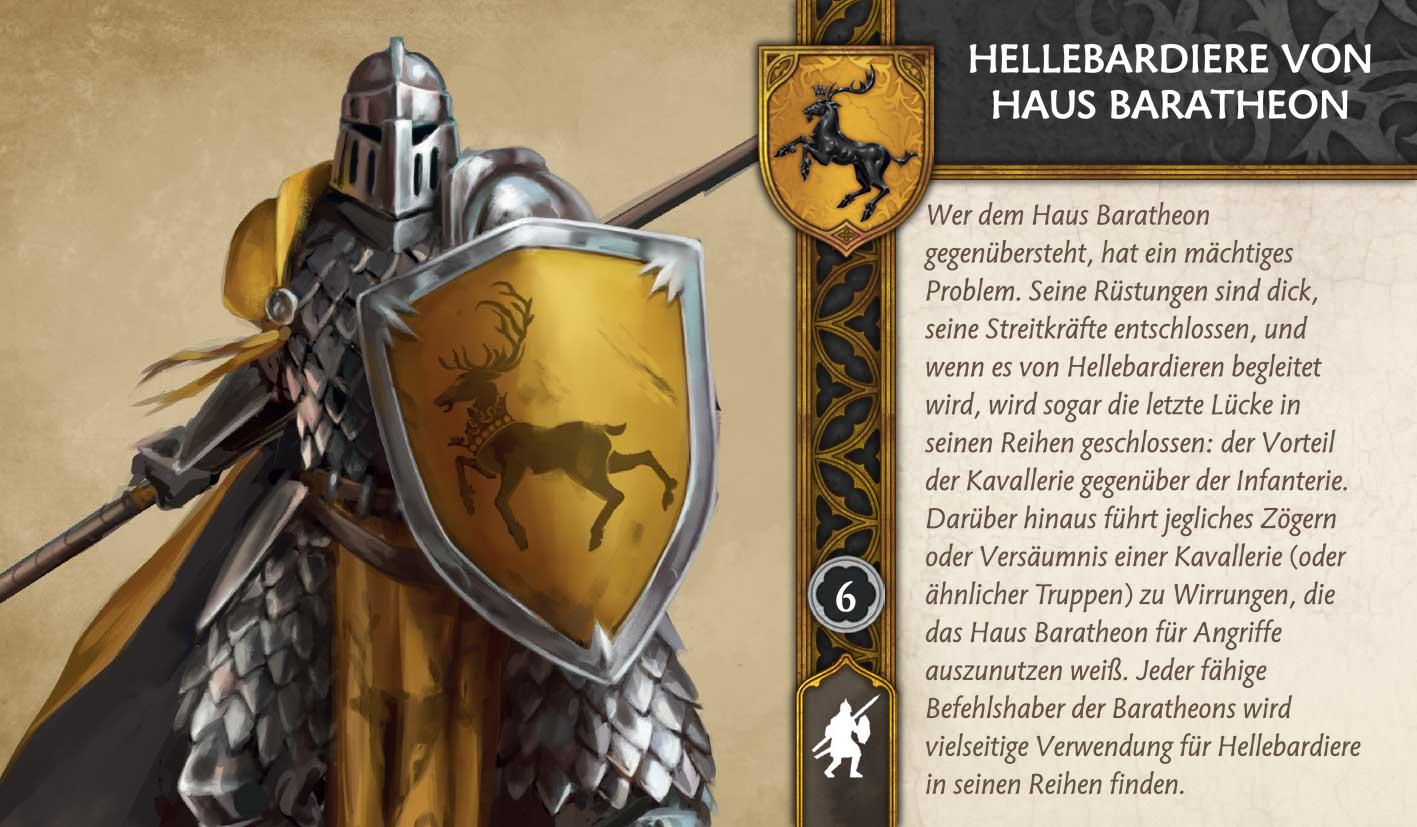 HELLEBARDIERE VON
HAUS BARATHEON
Wer dem Haus Baratheon
gegenübersteht, hat ein mächtiges
Problem. Seine Rüstungen sind dick,
seine Streitkräfte entschlossen, und
wenn es von Hellebardieren begleitet
wird, wird sogar die letzte Lücke in
seinen Reihen geschlossen: der Vorteil
der Kavallerie gegenüber der Infanterie.
Darüber hinaus führt jegliches Zögern
oder Versäumnis einer Kavallerie (oder
ähnlicher Truppen) zu Wirrungen, die
das Haus Baratheon für Angriffe
auszunutzen weiß. Jeder fähige
Befehlshaber der Baratheons wird
vielseitige Verwendung für Hellebardiere
in seinen Reihen finden.
6